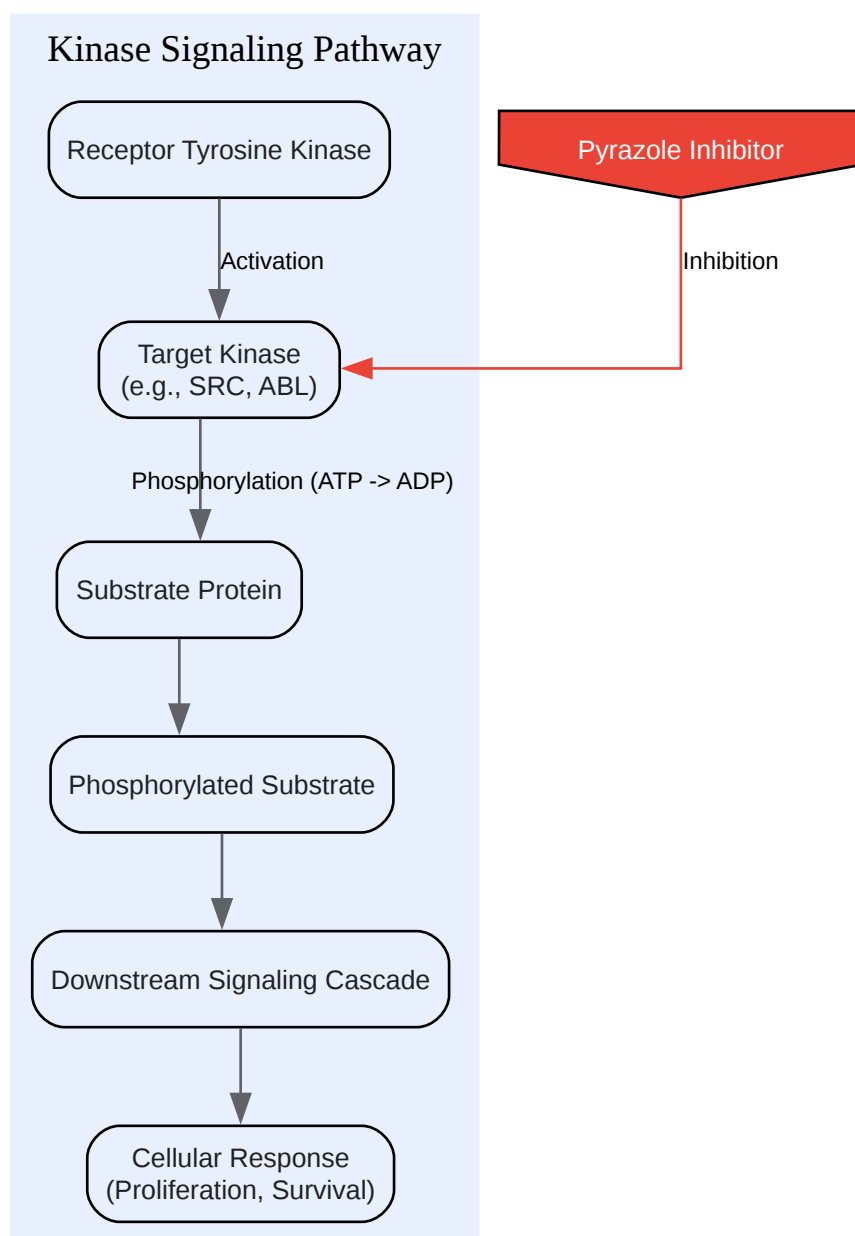 Kinase Signaling Pathway
Receptor Tyrosine Kinase
Pyrazole Inhibitor
Activation
Inhibition
Target Kinase
(e.g., SRC, ABL)
Phosphorylation (ATP -> ADP)
Substrate Protein
Phosphorylated Substrate
Downstream Signaling Cascade
Cellular Response
(Proliferation, Survival)